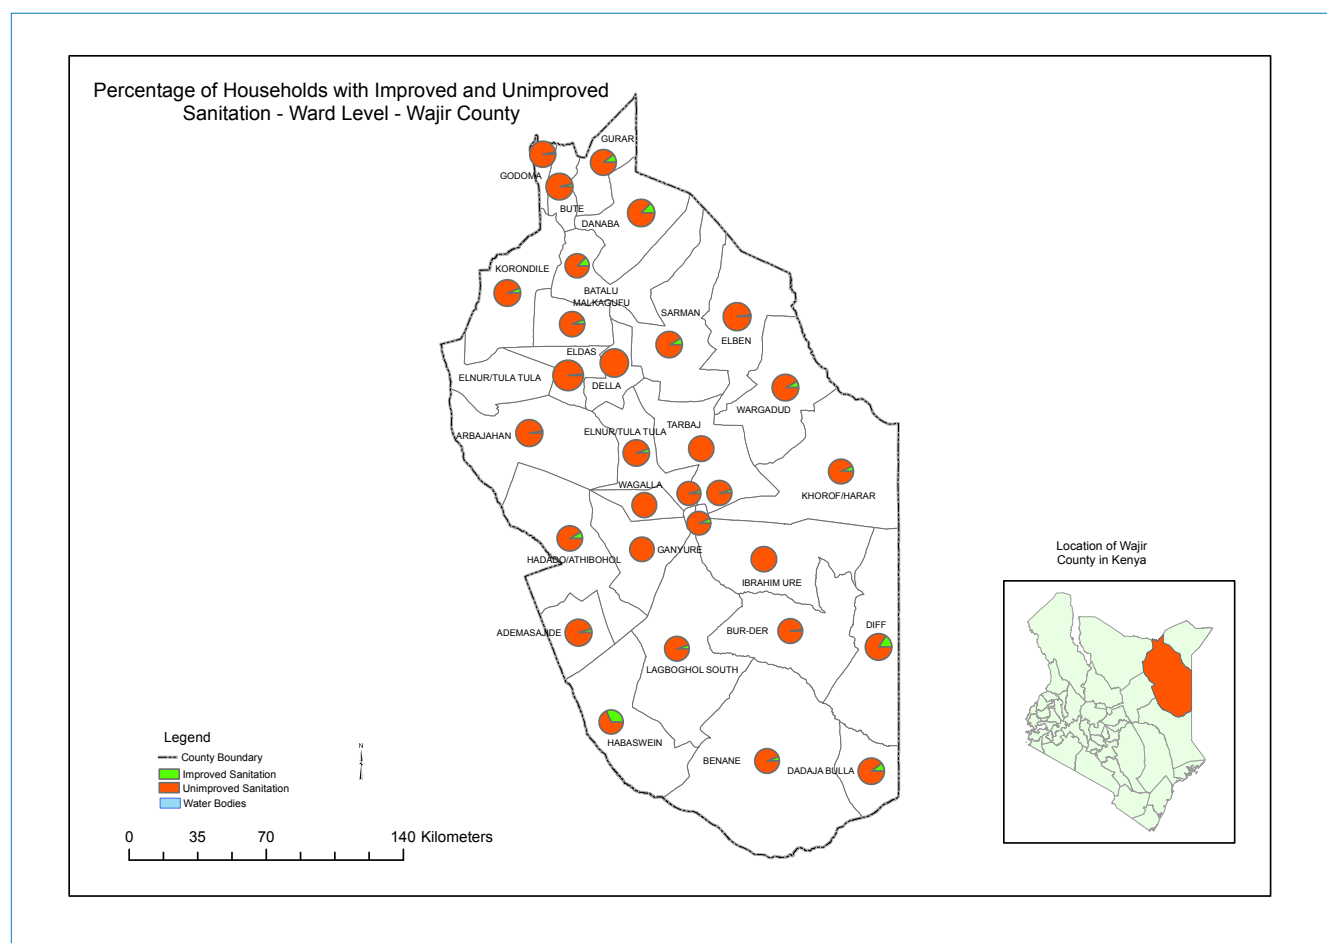 Percentage of Households with Improved and Unimproved
Sanitation - Ward Level - Wajir County
GURAR
GODOMA
BUTE
DANABA
KORONDILE
BATALU
MALKAGUFU
SARMAN
ELBEN
ELDAS
ELNUR/TULA TULA
DELLA
WARGADUD
ARBAJAHAN
ELNUR/TULA TULA
TARBAJ
WAGALLA
KHOROF/HARAR
HADADO/ATHIBOHOL
GANYURE
IBRAHIM URE
ADEMASAJIDE
BUR-DER
DIFF
LAGBOGHOL SOUTH
HABASWEIN
BENANE
DADAJA BULLA
Location of Wajir
County in Kenya
Legend
County Boundary
Improved Sanitation
Unimproved Sanitation
Water Bodies
N
0 35 70 140 Kilometers